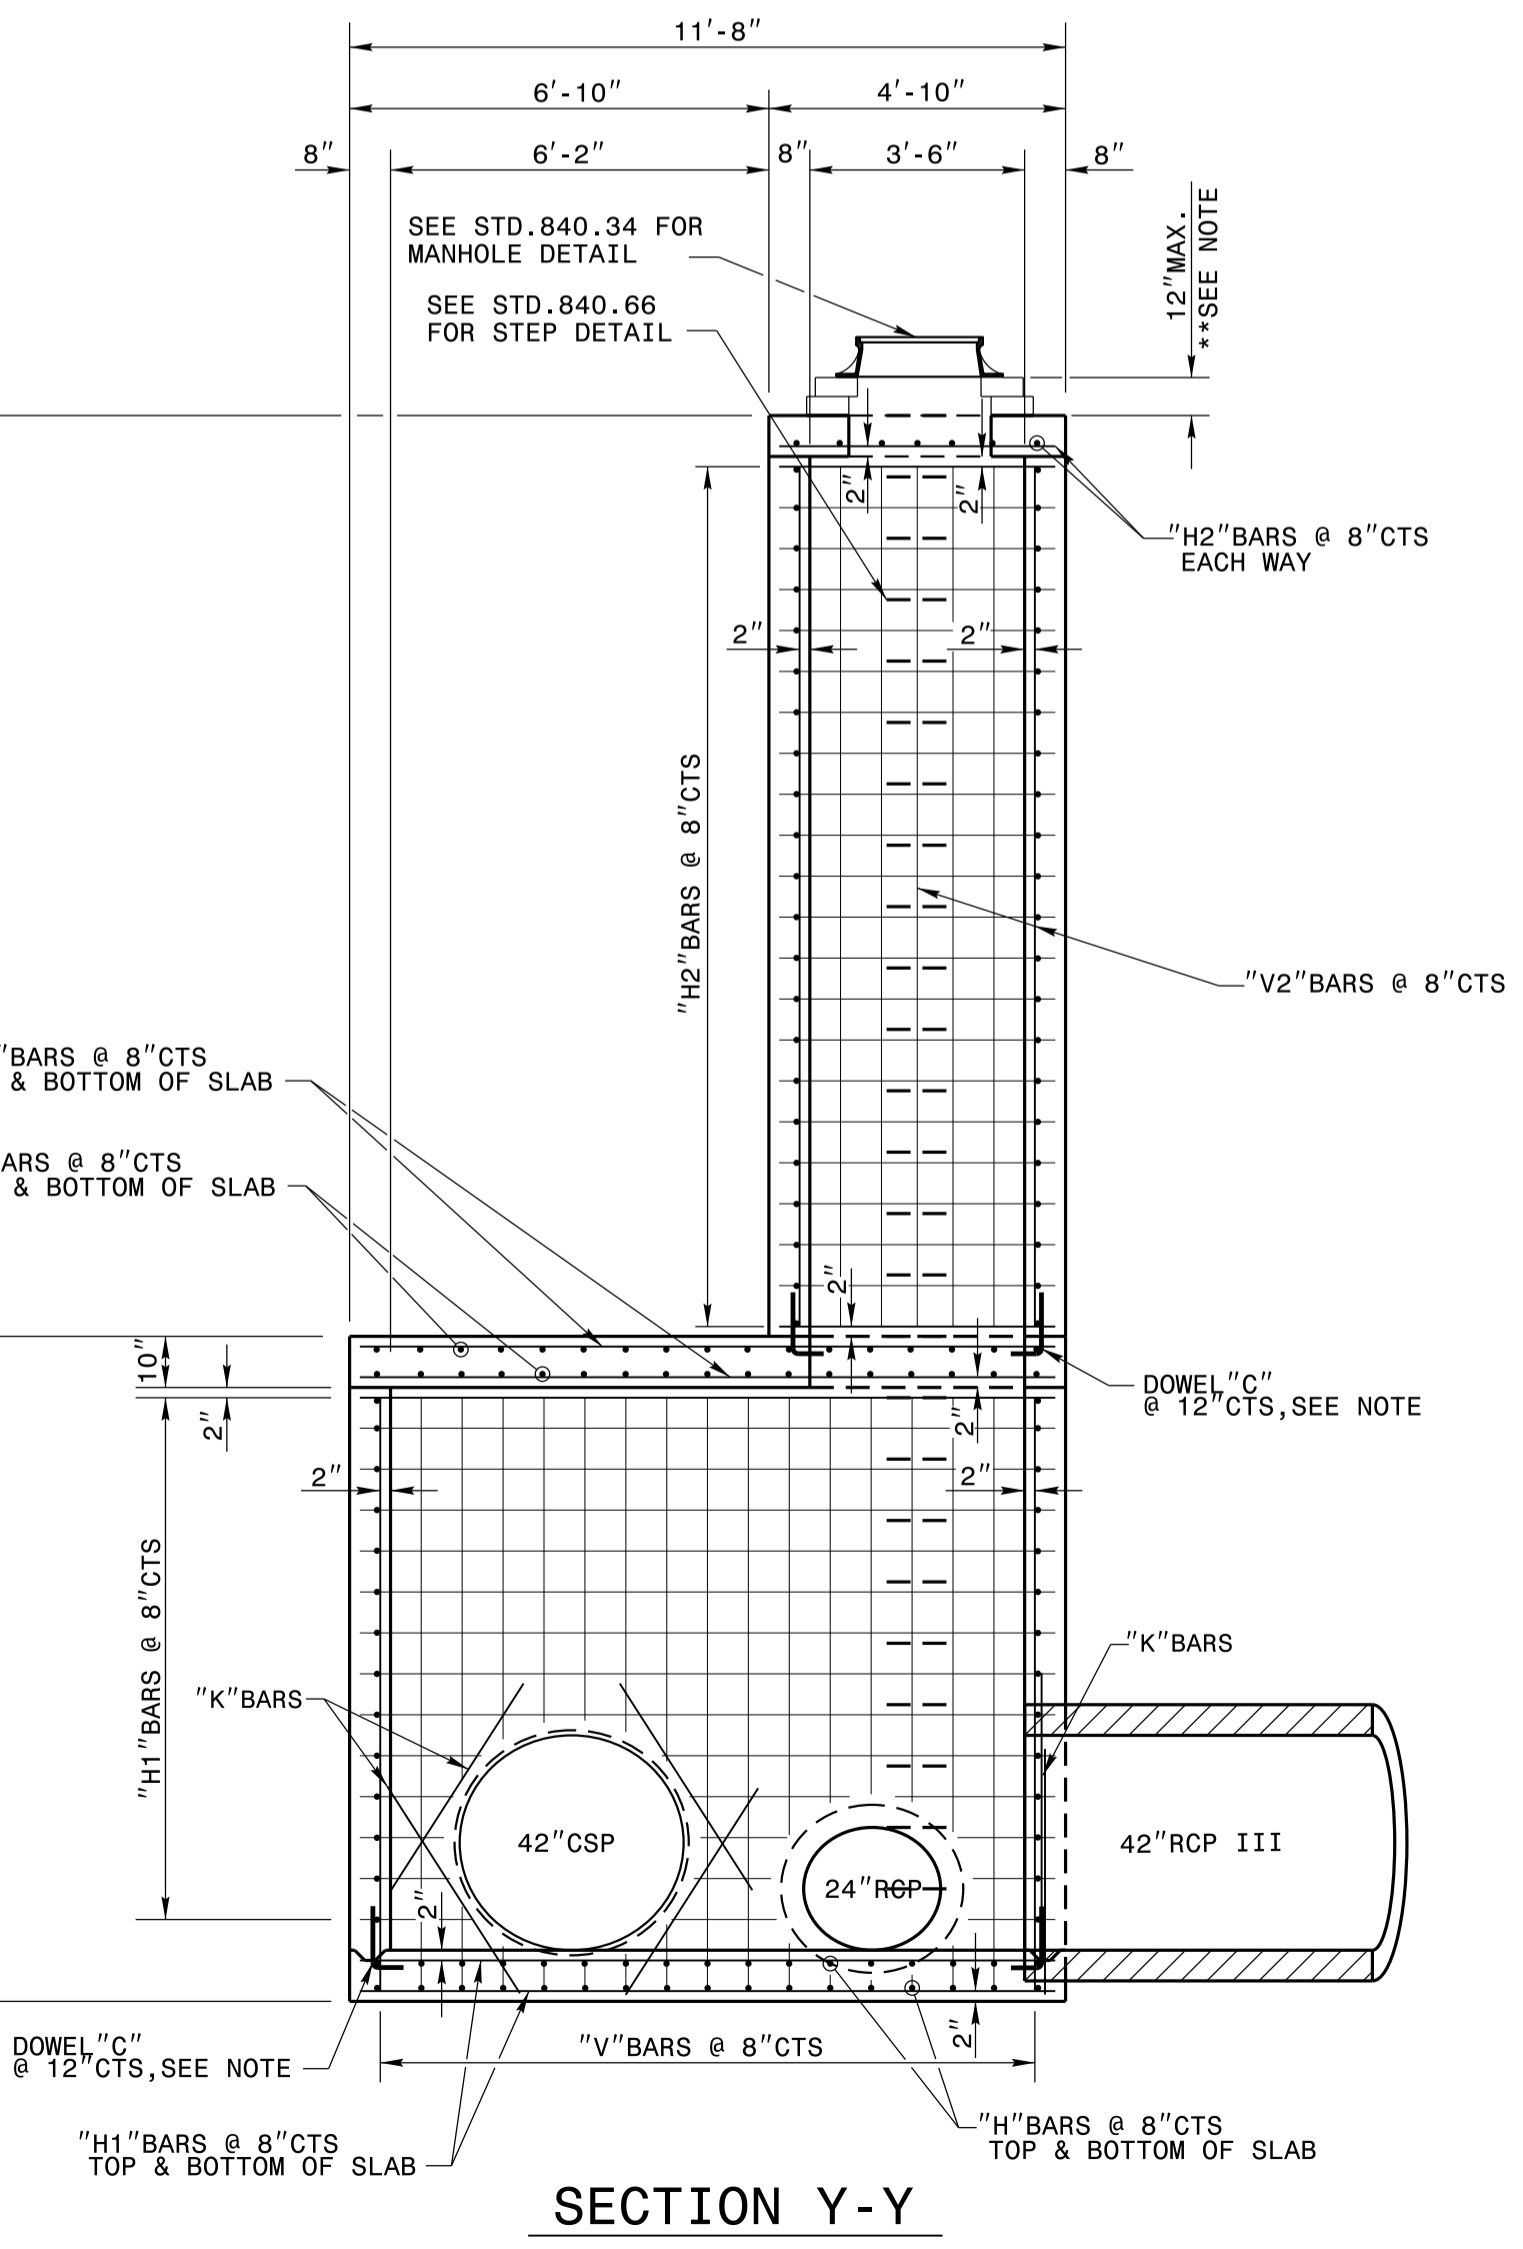 11'-8"
6'-10"
4'-10"
8"
6'-2"
8"
3'-6"
8"
SEE STD.840.34 FOR
MANHOLE DETAIL
SEE STD.840.66
FOR STEP DETAIL
12"MAX.
**SEE NOTE
2"
2"
"H2"BARS @ 8"CTS
EACH WAY
2"
2"
"H2"BARS @ 8"CTS
"V2"BARS @ 8"CTS
"BARS @ 8"CTS
& BOTTOM OF SLAB
ARS @ 8"CTS
& BOTTOM OF SLAB
2"
10"
2"
2"
DOWEL"C"
@ 12"CTS,SEE NOTE
2"
2"
"H1"BARS @ 8"CTS
"K"BARS
"K"BARS
42"CSP
24"RCP
42"RCP III
2"
2"
DOWEL"C"
@ 12"CTS,SEE NOTE
"V"BARS @ 8"CTS
"H1"BARS @ 8"CTS
TOP & BOTTOM OF SLAB
"H"BARS @ 8"CTS
TOP & BOTTOM OF SLAB
SECTION Y-Y